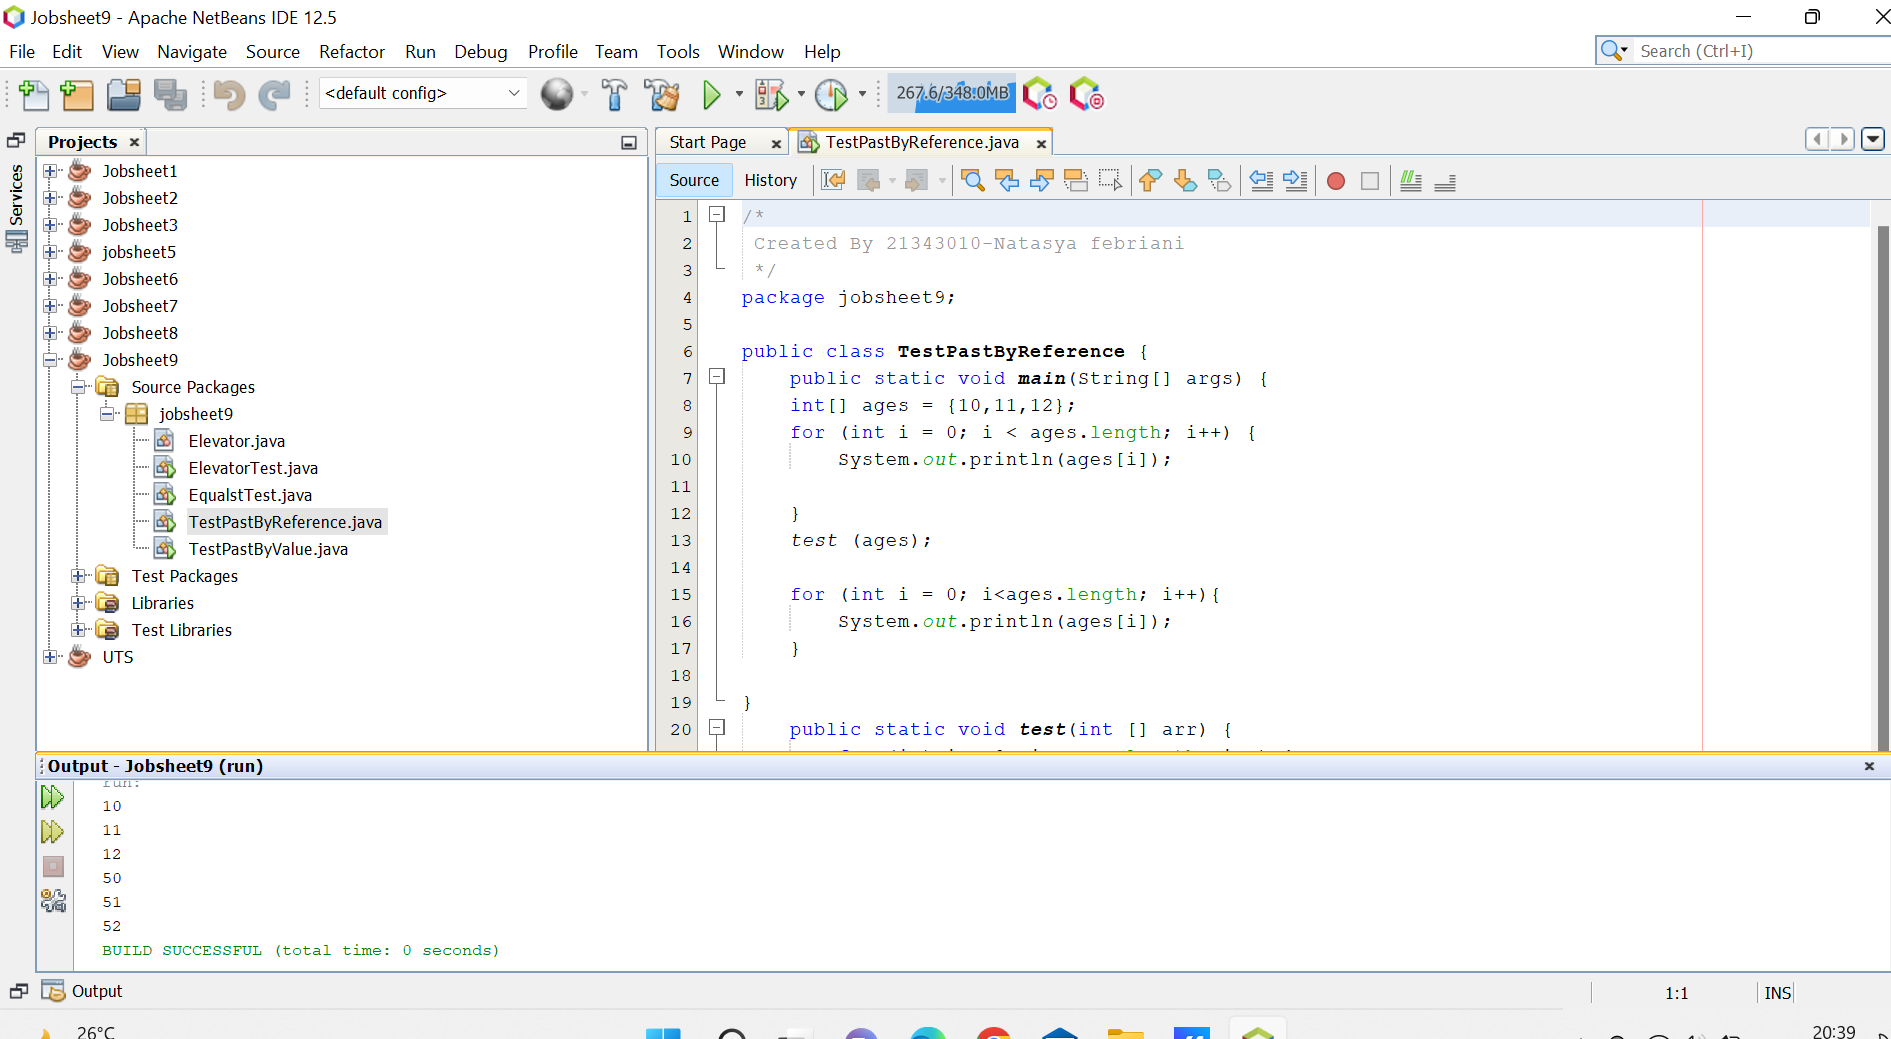 Jobsheet9 - Apache NetBeans IDE 12.5
File Edit View Navigate Source Refactor Run Debug Profile Team Tools Window Help
Search (Ctrl+I)
<default config>
267.6/348.0MB
Projects
Start Page
TestPastByReference.java
Services
Source History
Jobsheet1
Jobsheet2
Jobsheet3
jobsheet5
Jobsheet6
Jobsheet7
Jobsheet8
Jobsheet9
Source Packages
jobsheet9
Elevator.java
ElevatorTest.java
EqualstTest.java
TestPastByReference.java
TestPastByValue.java
Test Packages
Libraries
Test Libraries
UTS
1 /*
2 Created By 21343010-Natasya febriani
3 */
4 package jobsheet9;
5
6 public class TestPastByReference {
7 public static void main(String[] args) {
8 int[] ages = {10,11,12};
9 for (int i = 0; i < ages.length; i++) {
10 System.out.println(ages[i]);
11
12 }
13 test (ages);
14
15 for (int i = 0; i<ages.length; i++){
16 System.out.println(ages[i]);
17 }
18
19 }
20 public static void test(int [] arr) {
Output - Jobsheet9 (run)
run:
10
11
12
50
51
52
BUILD SUCCESSFUL (total time: 0 seconds)
Output
1:1 INS
26°C
20:39